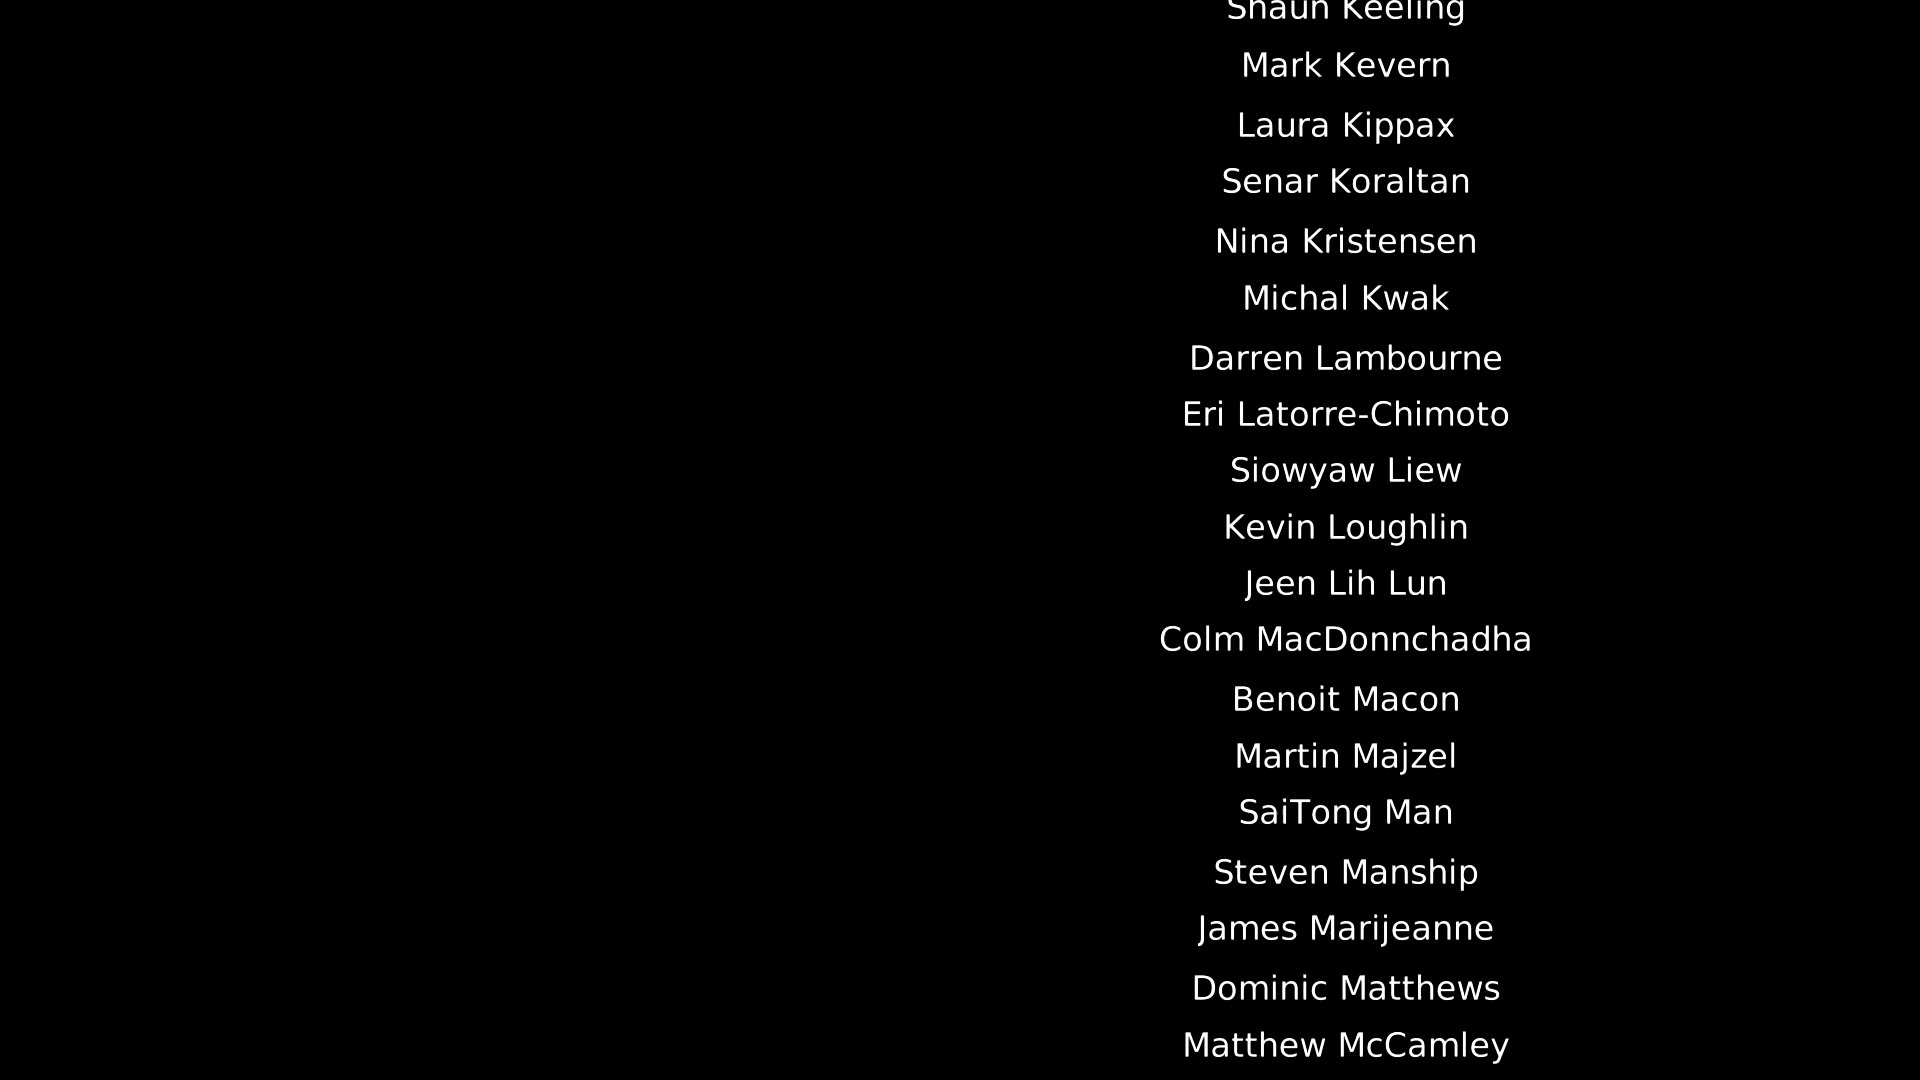 Shaun Keeling
Mark Kevern
Laura Kippax
Senar Koraltan
Nina Kristensen
Michal Kwak
Darren Lambourne
Eri Latorre-Chimoto
Siowyaw Liew
Kevin Loughlin
Jeen Lih Lun
Colm MacDonnchadha
Benoit Macon
Martin Majzel
SaiTong Man
Steven Manship
James Marijeanne
Dominic Matthews
Matthew McCamley